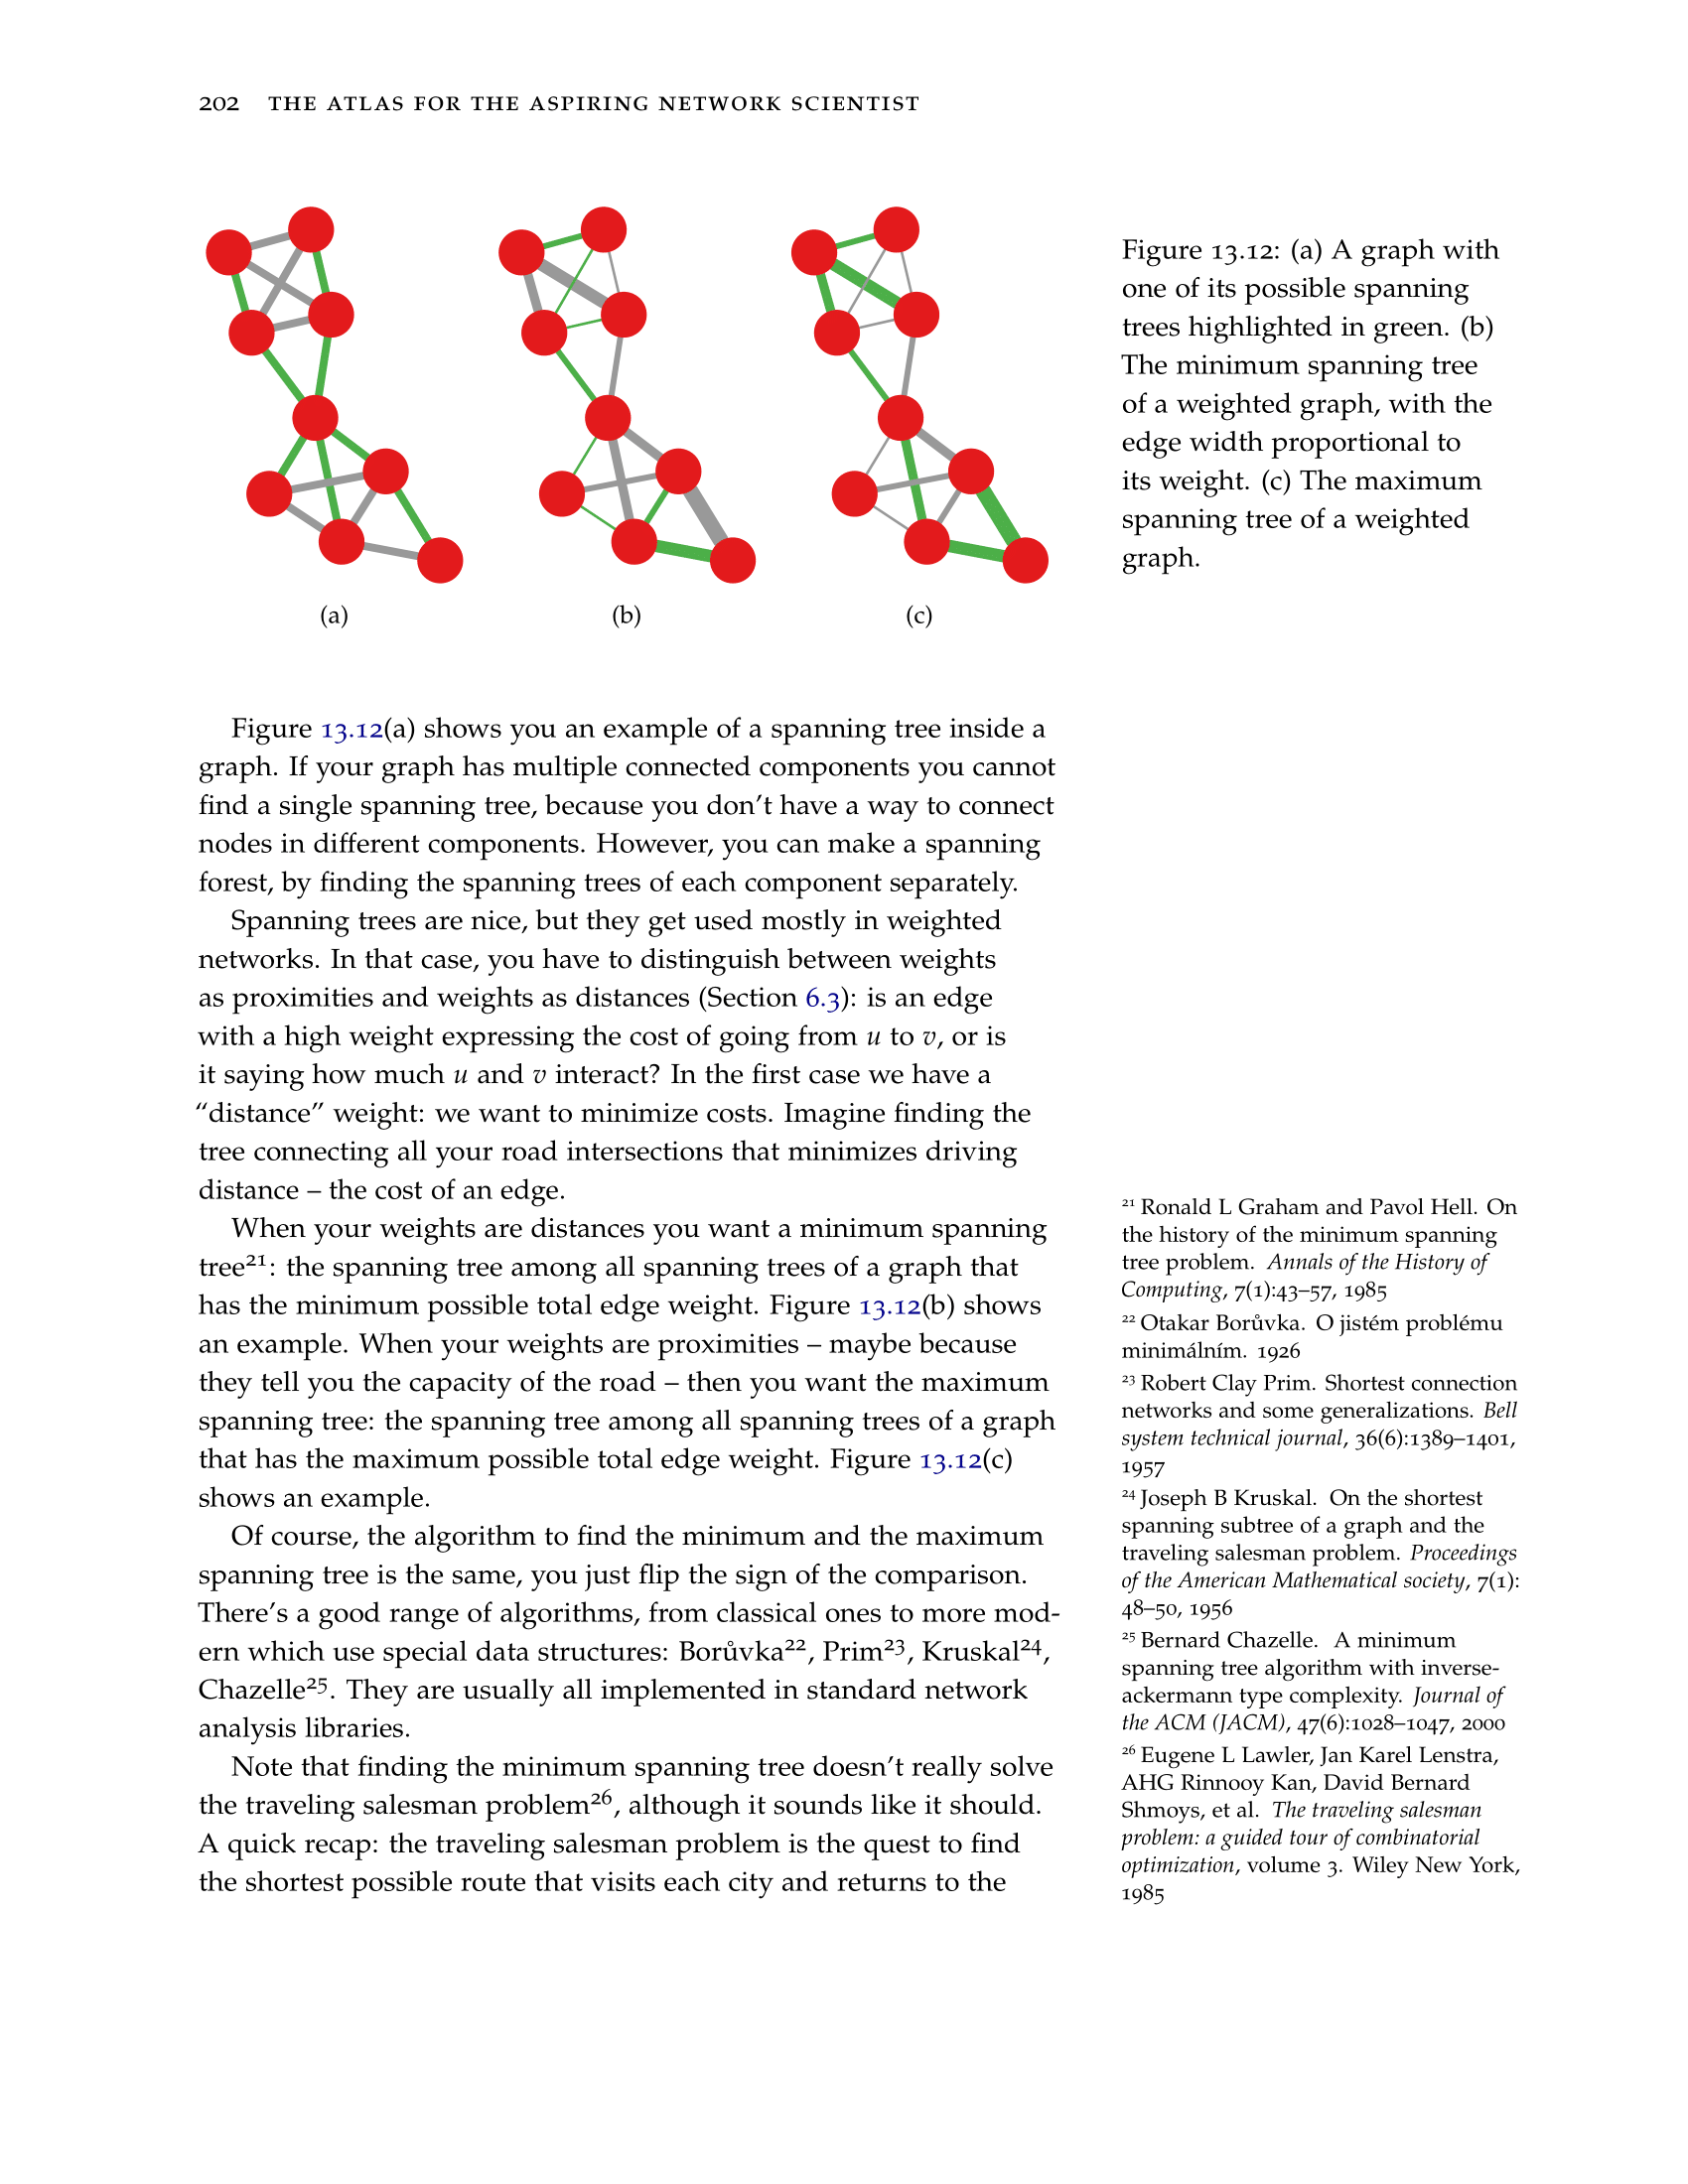 202 THE ATLAS FOR THE ASPIRING NETWORK SCIENTIST
(a)
(b)
(c)
Figure 13.12: (a) A graph with
one of its possible spanning
trees highlighted in green. (b)
The minimum spanning tree
of a weighted graph, with the
edge width proportional to
its weight. (c) The maximum
spanning tree of a weighted
graph.
Figure 13.12(a) shows you an example of a spanning tree inside a
graph. If your graph has multiple connected components you cannot
find a single spanning tree, because you don't have a way to connect
nodes in different components. However, you can make a spanning
forest, by finding the spanning trees of each component separately.
Spanning trees are nice, but they get used mostly in weighted
networks. In that case, you have to distinguish between weights
as proximities and weights as distances (Section 6.3): is an edge
with a high weight expressing the cost of going from u to v, or is
it saying how much u and v interact? In the first case we have a
“distance” weight: we want to minimize costs. Imagine finding the
tree connecting all your road intersections that minimizes driving
distance – the cost of an edge.
When your weights are distances you want a minimum spanning
tree²¹: the spanning tree among all spanning trees of a graph that
has the minimum possible total edge weight. Figure 13.12(b) shows
an example. When your weights are proximities – maybe because
they tell you the capacity of the road – then you want the maximum
spanning tree: the spanning tree among all spanning trees of a graph
that has the maximum possible total edge weight. Figure 13.12(c)
shows an example.
Of course, the algorithm to find the minimum and the maximum
spanning tree is the same, you just flip the sign of the comparison.
There's a good range of algorithms, from classical ones to more mod-
ern which use special data structures: Borůvka²², Prim²³, Kruskal²⁴,
Chazelle²⁵. They are usually all implemented in standard network
analysis libraries.
Note that finding the minimum spanning tree doesn't really solve
the traveling salesman problem²⁶, although it sounds like it should.
A quick recap: the traveling salesman problem is the quest to find
the shortest possible route that visits each city and returns to the
²¹ Ronald L Graham and Pavol Hell. On
the history of the minimum spanning
tree problem. Annals of the History of
Computing, 7(1):43–57, 1985
²² Otakar Borůvka. O jistém problému
minimálním. 1926
²³ Robert Clay Prim. Shortest connection
networks and some generalizations. Bell
system technical journal, 36(6):1389–1401,
1957
²⁴ Joseph B Kruskal. On the shortest
spanning subtree of a graph and the
traveling salesman problem. Proceedings
of the American Mathematical society, 7(1):
48–50, 1956
²⁵ Bernard Chazelle. A minimum
spanning tree algorithm with inverse-
ackermann type complexity. Journal of
the ACM (JACM), 47(6):1028–1047, 2000
²⁶ Eugene L Lawler, Jan Karel Lenstra,
AHG Rinnooy Kan, David Bernard
Shmoys, et al. The traveling salesman
problem: a guided tour of combinatorial
optimization, volume 3. Wiley New York,
1985